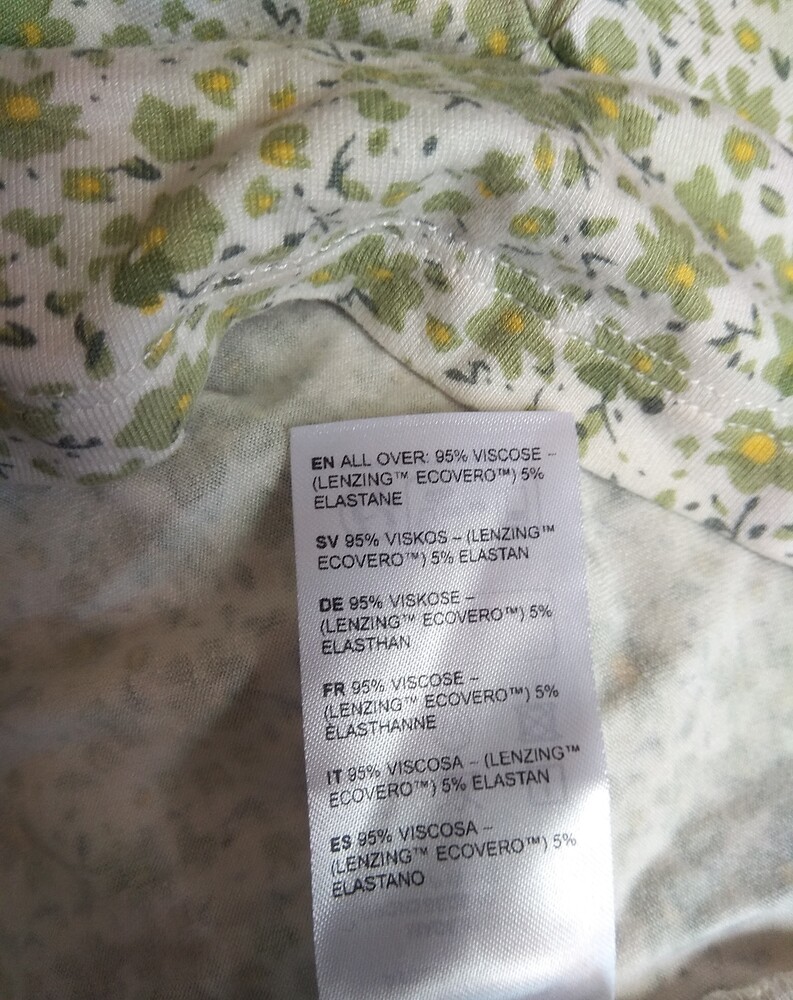 EN ALL OVER: 95% VISCOSE –
(LENZING™ ECOVERO™) 5%
ELASTANE
SV 95% VISKOS – (LENZING™
ECOVERO™) 5% ELASTAN
DE 95% VISKOSE –
(LENZING™ ECOVERO™) 5%
ELASTHAN
FR 95% VISCOSE –
(LENZING™ ECOVERO™) 5%
ÉLASTHANNE
IT 95% VISCOSA – (LENZING™
ECOVERO™) 5% ELASTAN
ES 95% VISCOSA –
(LENZING™ ECOVERO™) 5%
ELASTANO